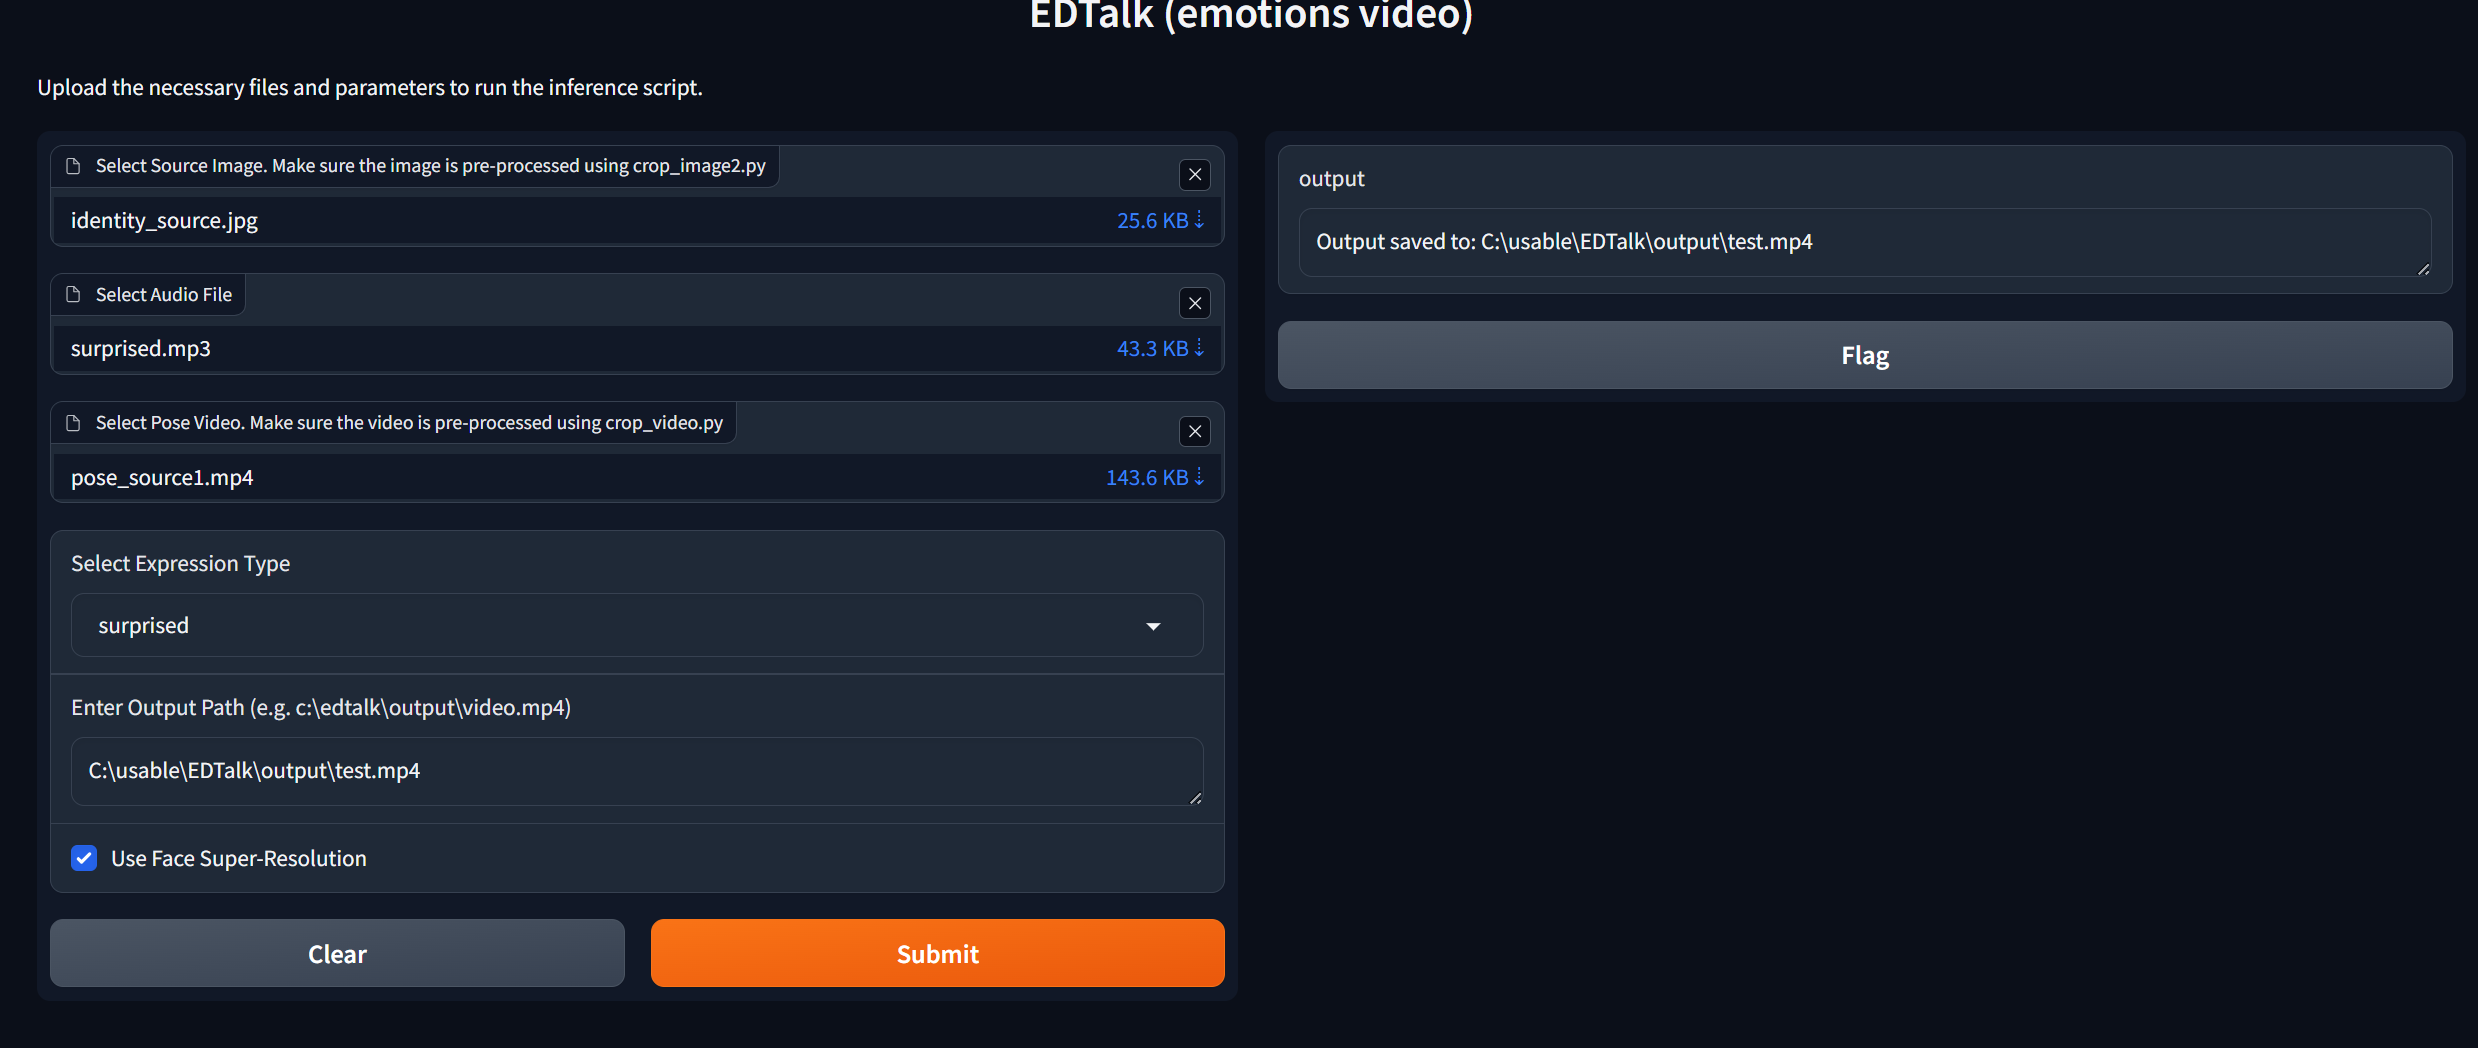 EDTalk (emotions video)
Upload the necessary files and parameters to run the inference script.
Select Source Image. Make sure the image is pre-processed using crop_image2.py
identity_source.jpg
25.6 KB ⇣
Select Audio File
surprised.mp3
43.3 KB ⇣
Select Pose Video. Make sure the video is pre-processed using crop_video.py
pose_source1.mp4
143.6 KB ⇣
Select Expression Type
surprised
Enter Output Path (e.g. c:\edtalk\output\video.mp4)
C:\usable\EDTalk\output\test.mp4
Use Face Super-Resolution
Clear
Submit
output
Output saved to: C:\usable\EDTalk\output\test.mp4
Flag